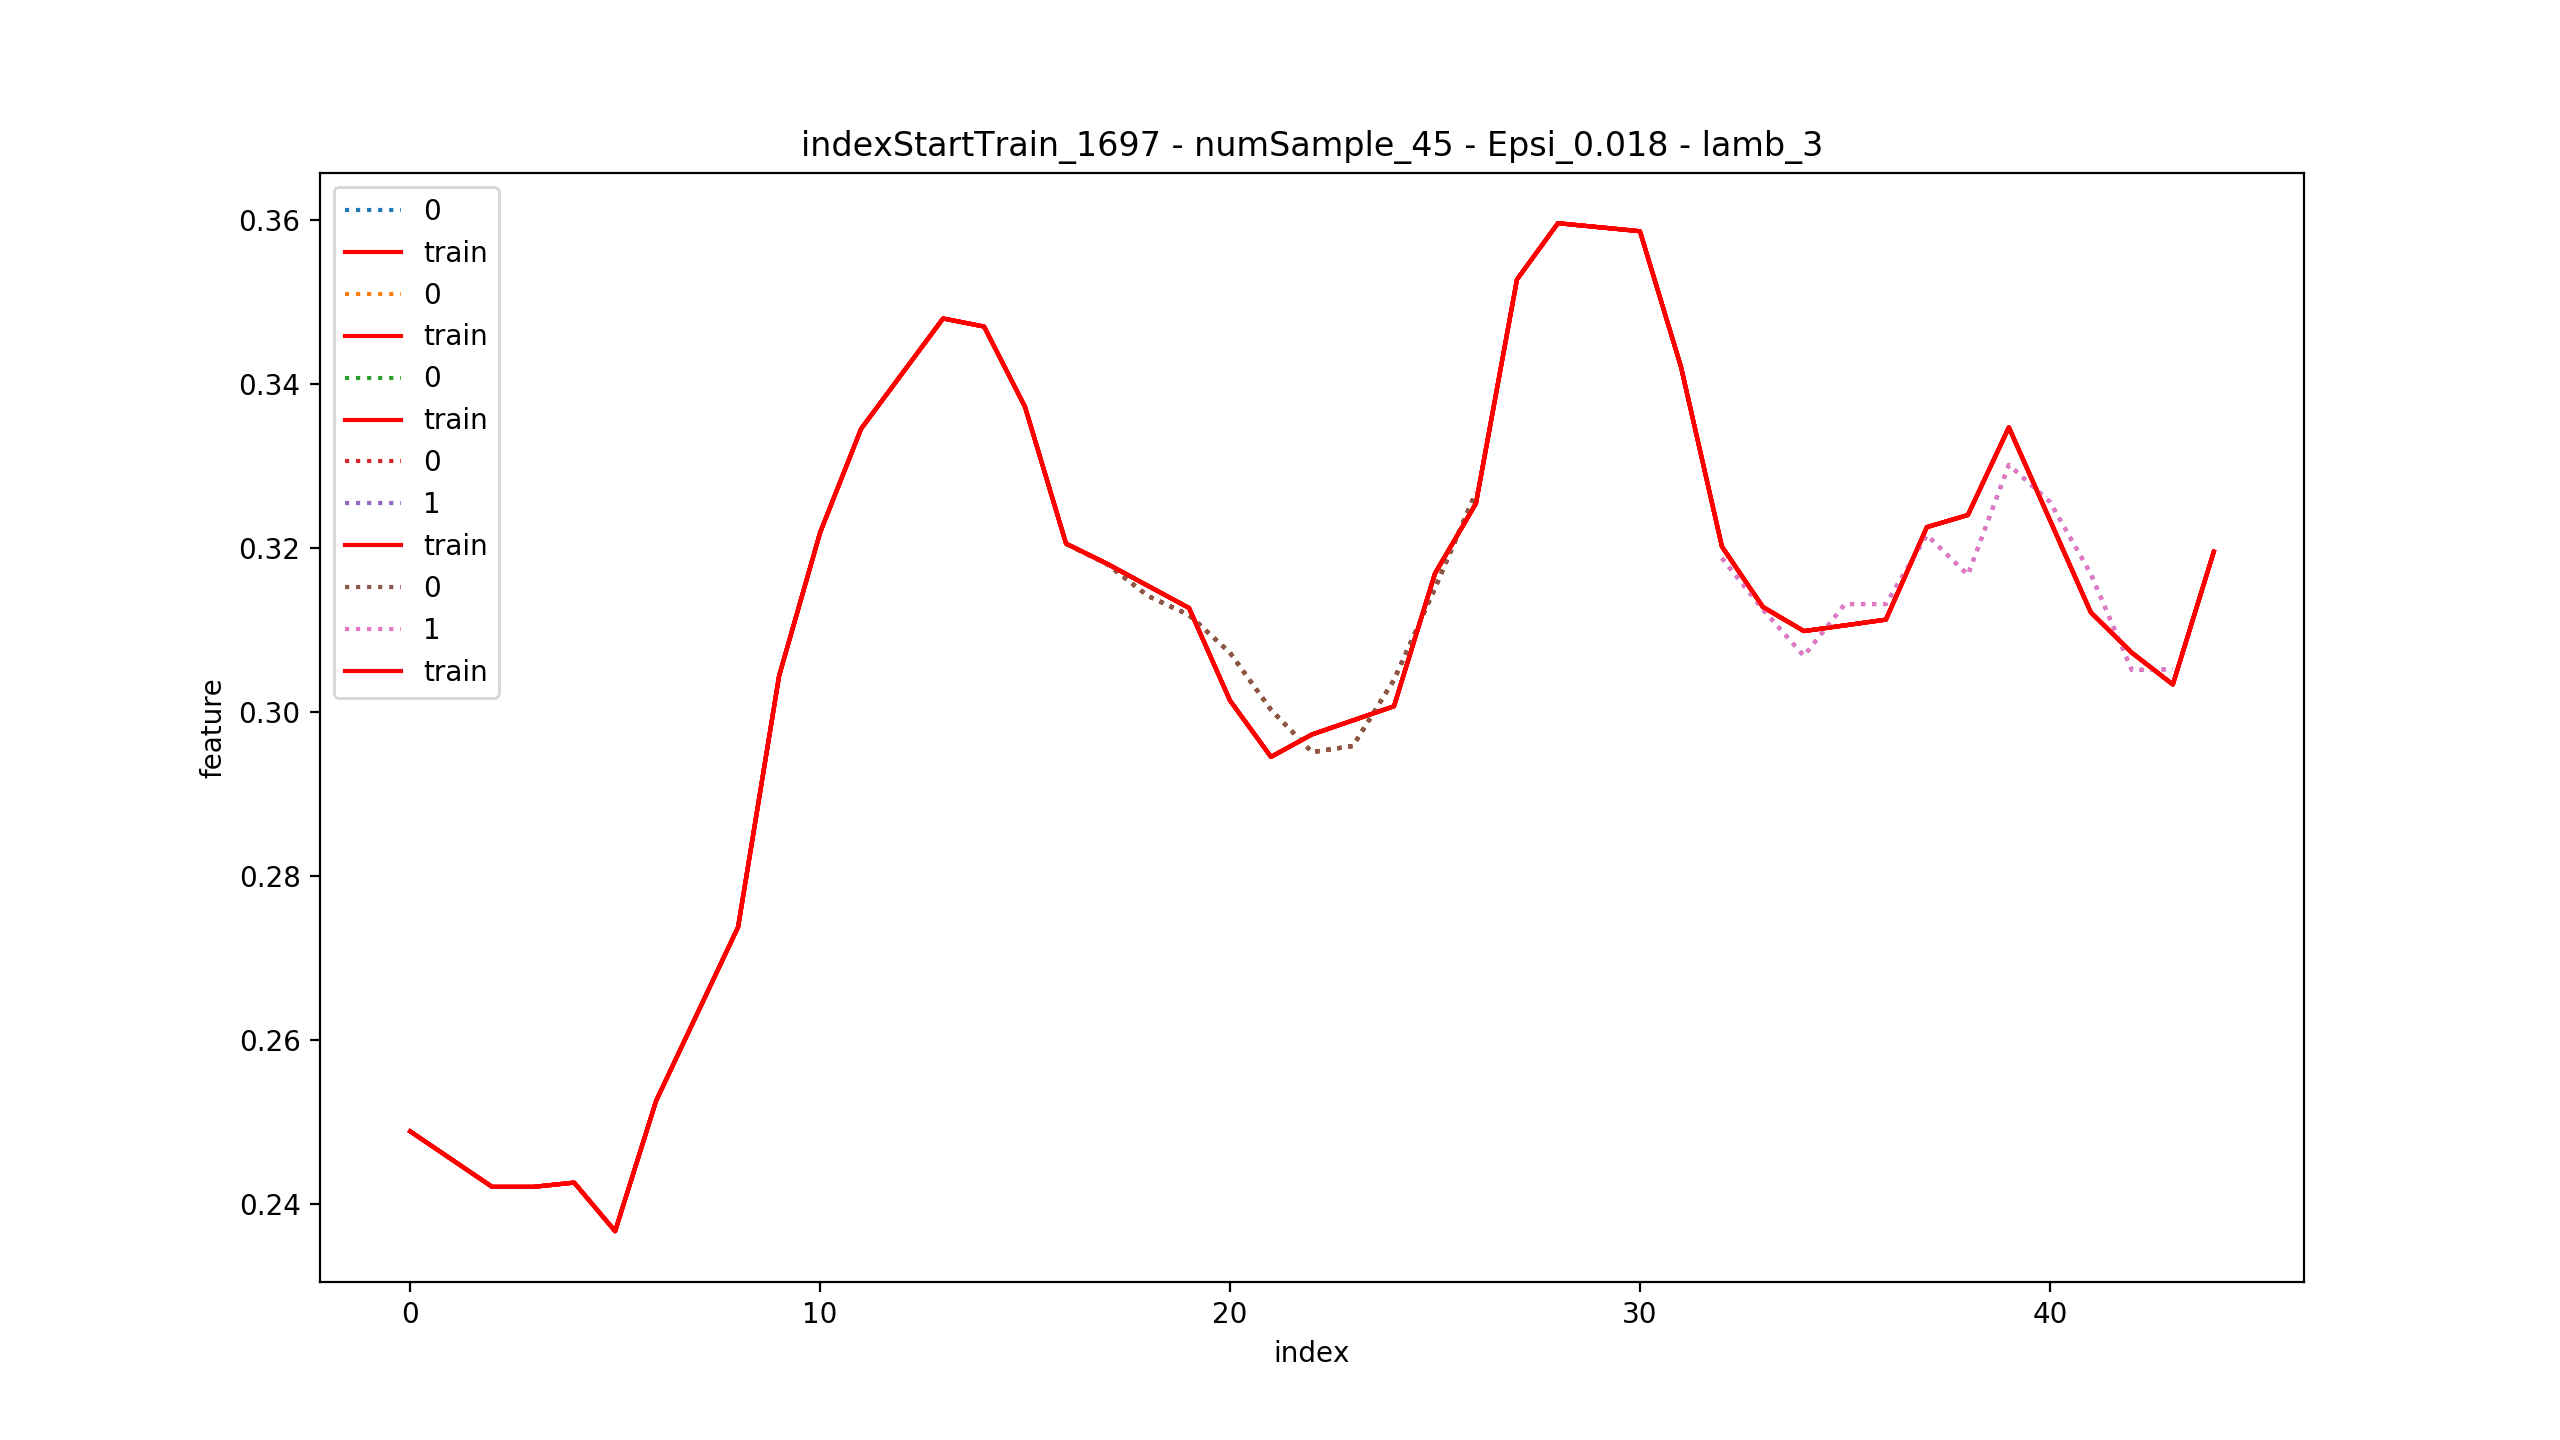 indexStartTrain_1697 - numSample_45 - Epsi_0.018 - lamb_3
0
train
0
train
0
train
0
1
train
0
1
train
0.36
0.34
0.32
0.30
0.28
0.26
0.24
feature
0 10 20 30 40
index